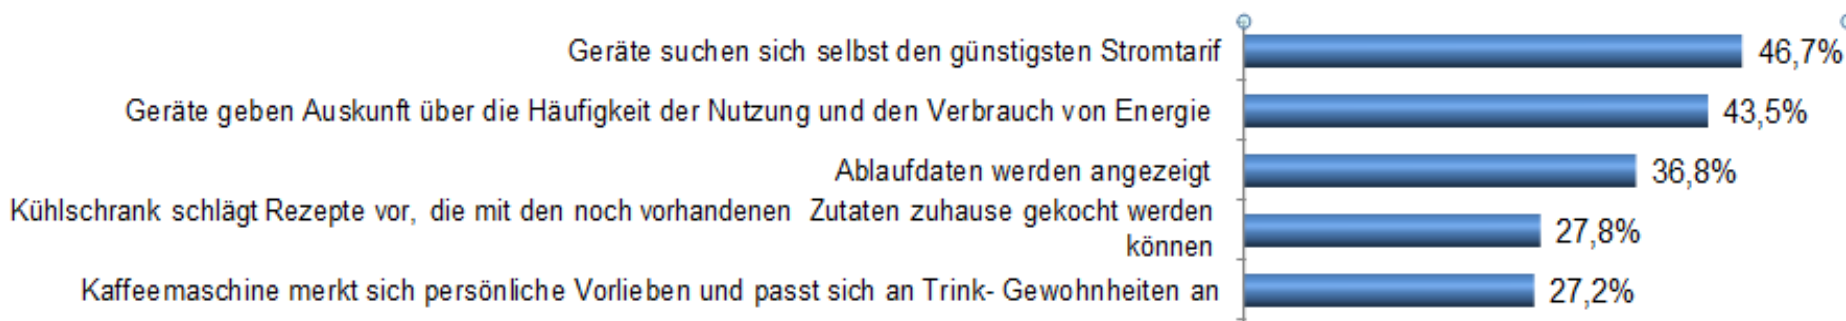 Geräte suchen sich selbst den günstigsten Stromtarif 46,7%
Geräte geben Auskunft über die Häufigkeit der Nutzung und den Verbrauch von Energie 43,5%
Ablaufdaten werden angezeigt 36,8%
Kühlschrank schlägt Rezepte vor, die mit den noch vorhandenen Zutaten zuhause gekocht werden
können 27,8%
Kaffeemaschine merkt sich persönliche Vorlieben und passt sich an Trink- Gewohnheiten an 27,2%